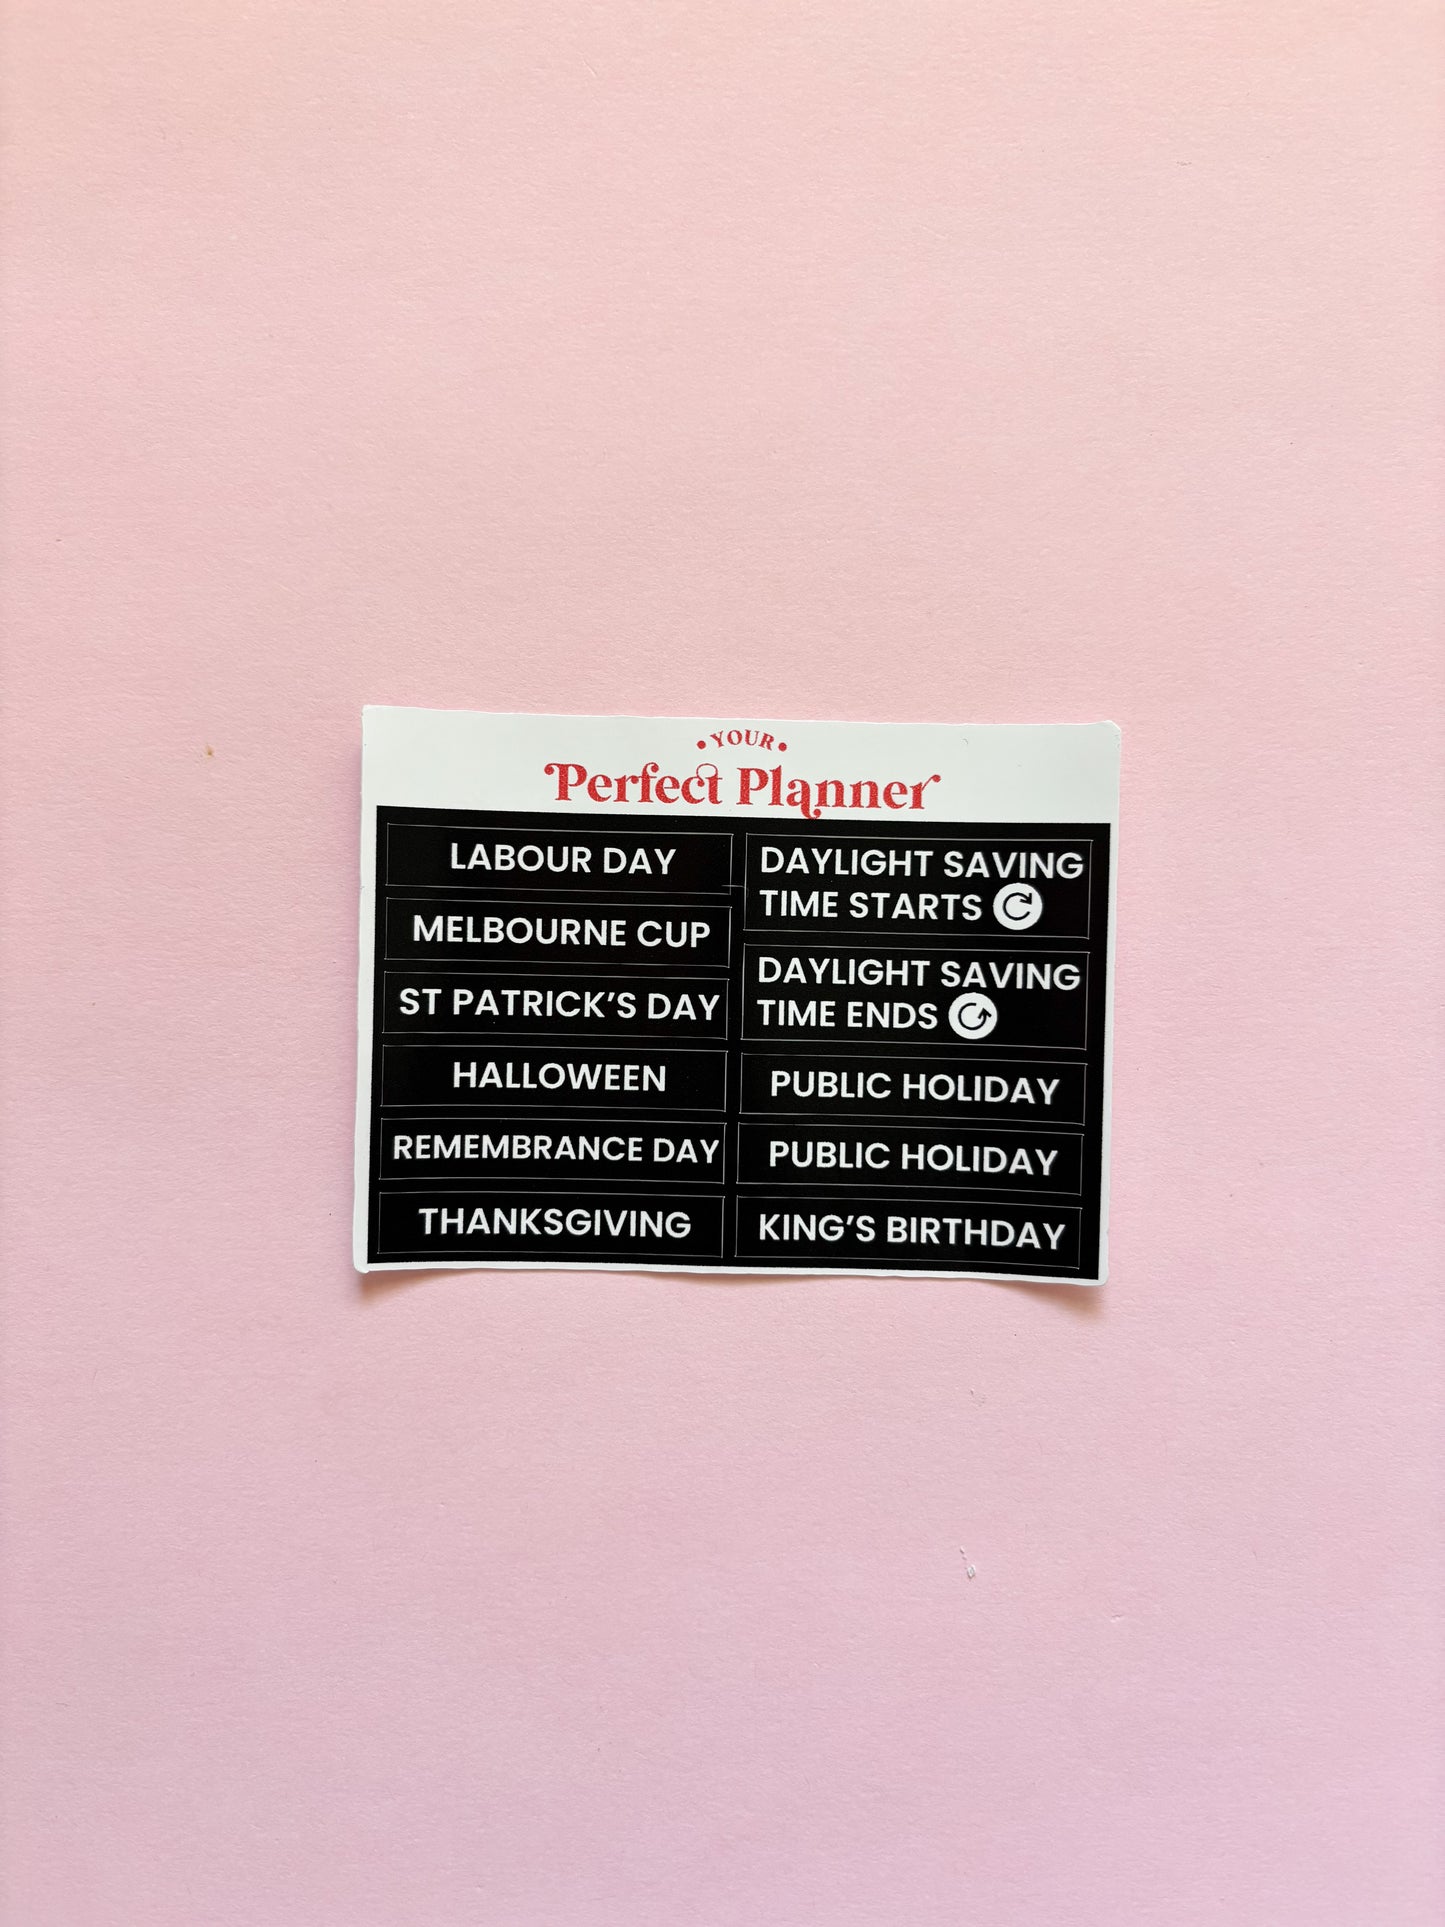 • YOUR •
Perfect Planner
LABOUR DAY
MELBOURNE CUP
ST PATRICK’S DAY
HALLOWEEN
REMEMBRANCE DAY
THANKSGIVING
DAYLIGHT SAVING
TIME STARTS
DAYLIGHT SAVING
TIME ENDS
PUBLIC HOLIDAY
PUBLIC HOLIDAY
KING’S BIRTHDAY